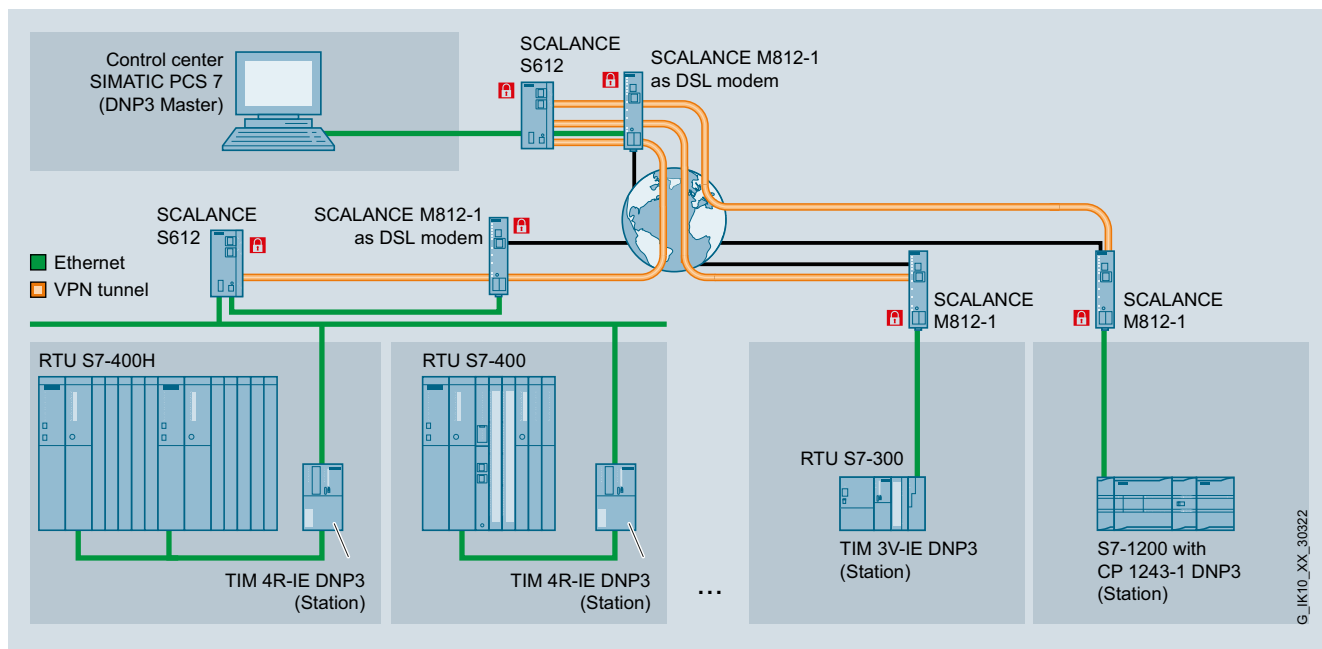 Control center
SIMATIC PCS 7
(DNP3 Master)
SCALANCE
S612
SCALANCE M812-1
as DSL modem
SCALANCE
S612
SCALANCE M812-1
as DSL modem
Ethernet
VPN tunnel
SCALANCE
M812-1
SCALANCE
M812-1
RTU S7-400H
RTU S7-400
RTU S7-300
TIM 4R-IE DNP3
(Station)
TIM 4R-IE DNP3
(Station)
...
TIM 3V-IE DNP3
(Station)
S7-1200 with
CP 1243-1 DNP3
(Station)
G_IK10_XX_30322